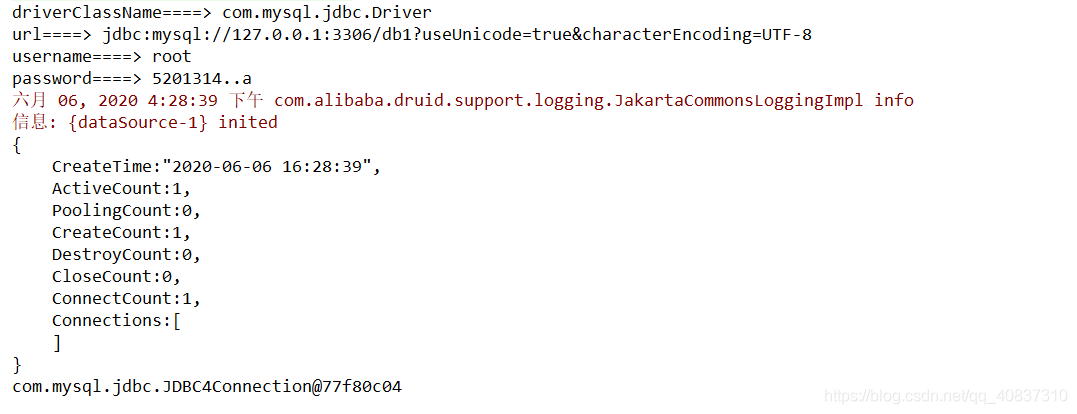 driverClassName====> com.mysql.jdbc.Driver
url====> jdbc:mysql://127.0.0.1:3306/db1?useUnicode=true&characterEncoding=UTF-8
username====> root
password====> 5201314..a
六月 06, 2020 4:28:39 下午 com.alibaba.druid.support.logging.JakartaCommonsLoggingImpl info
信息: {dataSource-1} inited
{
    CreateTime:"2020-06-06 16:28:39",
    ActiveCount:1,
    PoolingCount:0,
    CreateCount:1,
    DestroyCount:0,
    CloseCount:0,
    ConnectCount:1,
    Connections:[
    ]
}
com.mysql.jdbc.JDBC4Connection@77f80c04
https://blog.csdn.net/qq_40837310